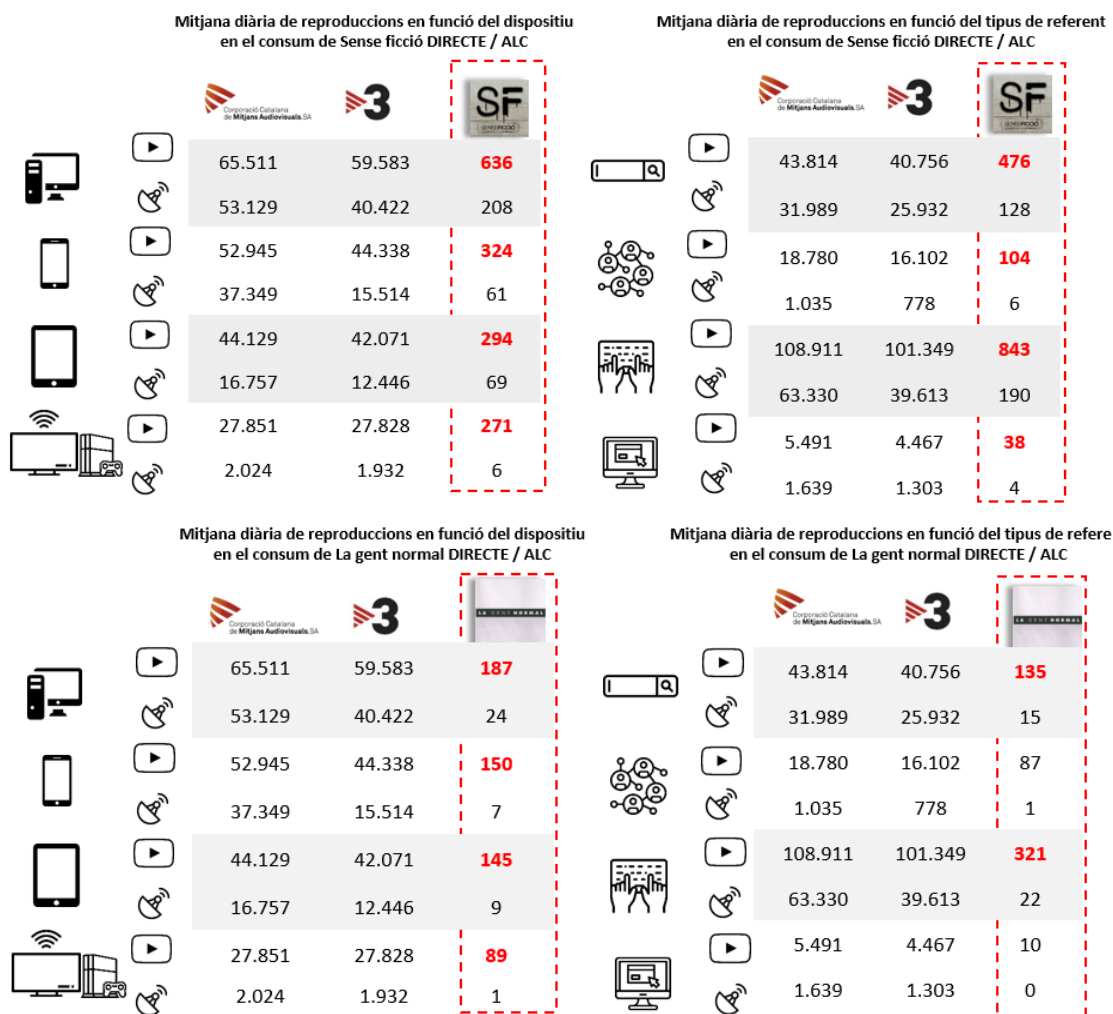 Mitjana diària de reproduccions en funció del dispositiu
en el consum de Sense ficció DIRECTE / ALC
Corporació Catalana
de Mitjans Audiovisuals, SA
3
SF
SENSE FICCIÓ
65.511 59.583 636
53.129 40.422 208
52.945 44.338 324
37.349 15.514 61
44.129 42.071 294
16.757 12.446 69
27.851 27.828 271
2.024 1.932 6
Mitjana diària de reproduccions en funció del tipus de referent
en el consum de Sense ficció DIRECTE / ALC
Corporació Catalana
de Mitjans Audiovisuals, SA
3
SF
SENSE FICCIÓ
43.814 40.756 476
31.989 25.932 128
18.780 16.102 104
1.035 778 6
108.911 101.349 843
63.330 39.613 190
5.491 4.467 38
1.639 1.303 4
Mitjana diària de reproduccions en funció del dispositiu
en el consum de La gent normal DIRECTE / ALC
Corporació Catalana
de Mitjans Audiovisuals, SA
3
LA GENT NORMAL
65.511 59.583 187
53.129 40.422 24
52.945 44.338 150
37.349 15.514 7
44.129 42.071 145
16.757 12.446 9
27.851 27.828 89
2.024 1.932 1
Mitjana diària de reproduccions en funció del tipus de refere
en el consum de La gent normal DIRECTE / ALC
Corporació Catalana
de Mitjans Audiovisuals, SA
3
LA GENT NORMAL
43.814 40.756 135
31.989 25.932 15
18.780 16.102 87
1.035 778 1
108.911 101.349 321
63.330 39.613 22
5.491 4.467 10
1.639 1.303 0